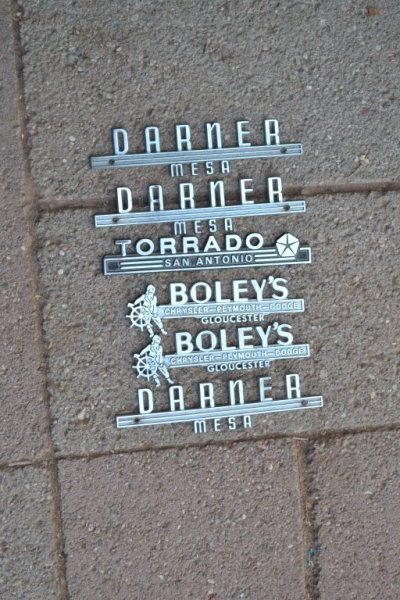 DARNER
MESA
DARNER
MESA
TORRADO
SAN ANTONIO
BOLEY'S
CHRYSLER-PLYMOUTH-DODGE
GLOUCESTER
BOLEY'S
CHRYSLER-PLYMOUTH-DODGE
GLOUCESTER
DARNER
MESA